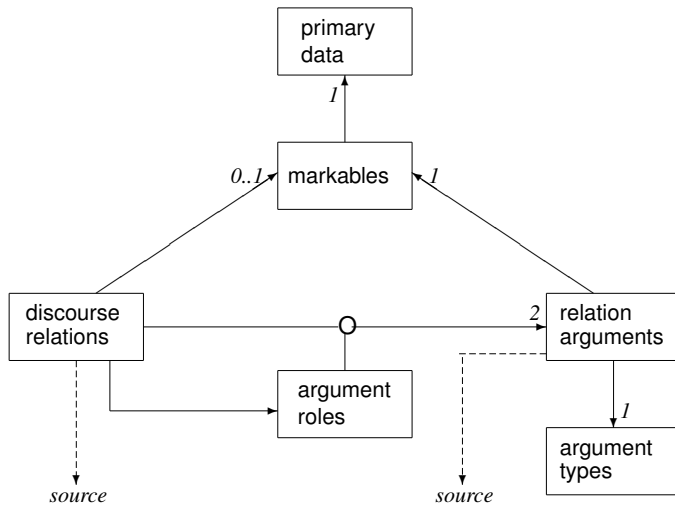 primary
data
1
markables
0..1
1
discourse
relations
2
relation
arguments
argument
roles
1
argument
types
source
source